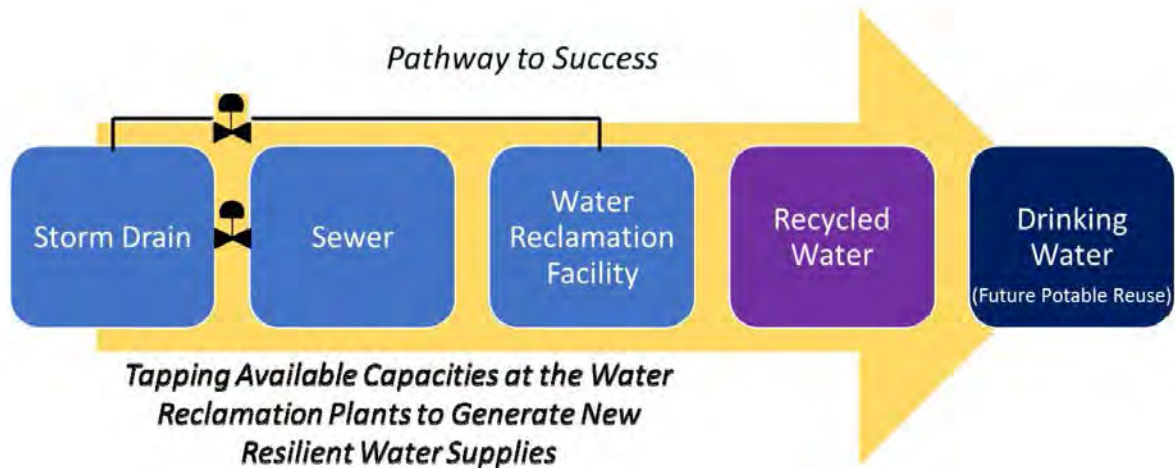 Pathway to Success
Storm Drain
Sewer
Water
Reclamation
Facility
Recycled
Water
Drinking
Water
(Future Potable Reuse)
Tapping Available Capacities at the Water
Reclamation Plants to Generate New
Resilient Water Supplies